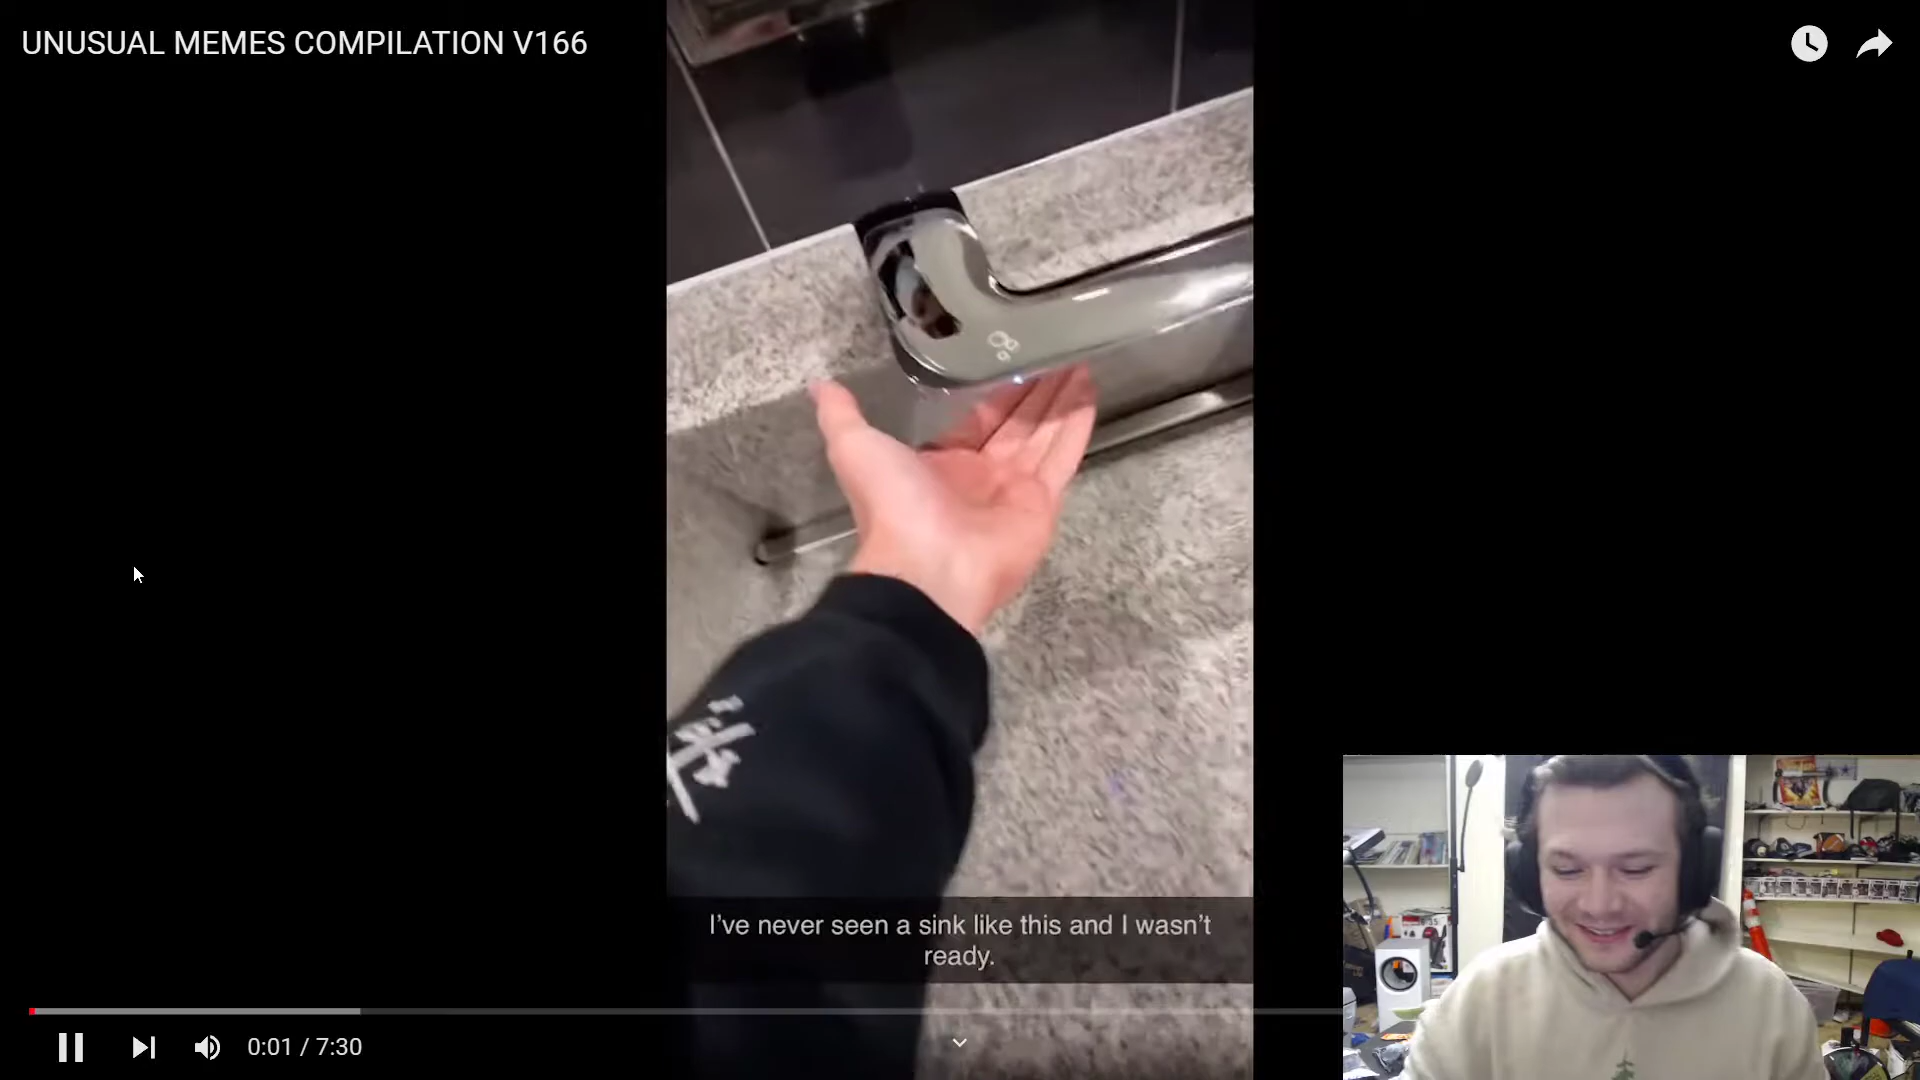 UNUSUAL MEMES COMPILATION V166
I've never seen a sink like this and I wasn't
ready.
0:01 / 7:30